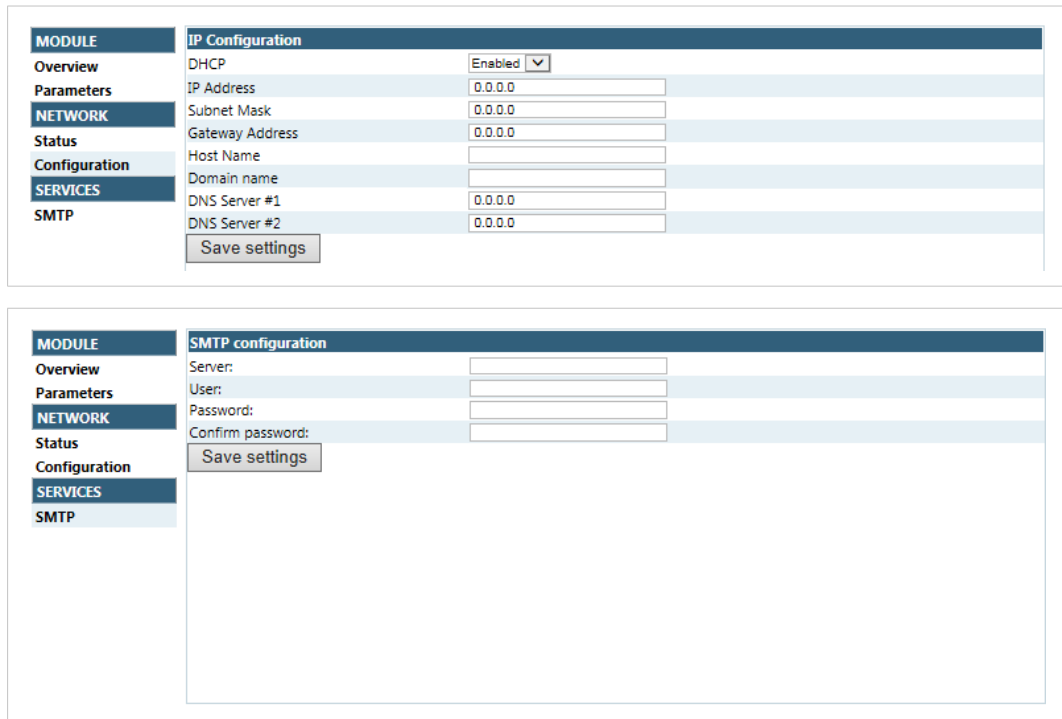 MODULE
Overview
Parameters
NETWORK
Status
Configuration
SERVICES
SMTP
IP Configuration
DHCP Enabled
IP Address 0.0.0.0
Subnet Mask 0.0.0.0
Gateway Address 0.0.0.0
Host Name
Domain name
DNS Server #1 0.0.0.0
DNS Server #2 0.0.0.0
Save settings
MODULE
Overview
Parameters
NETWORK
Status
Configuration
SERVICES
SMTP
SMTP configuration
Server:
User:
Password:
Confirm password:
Save settings